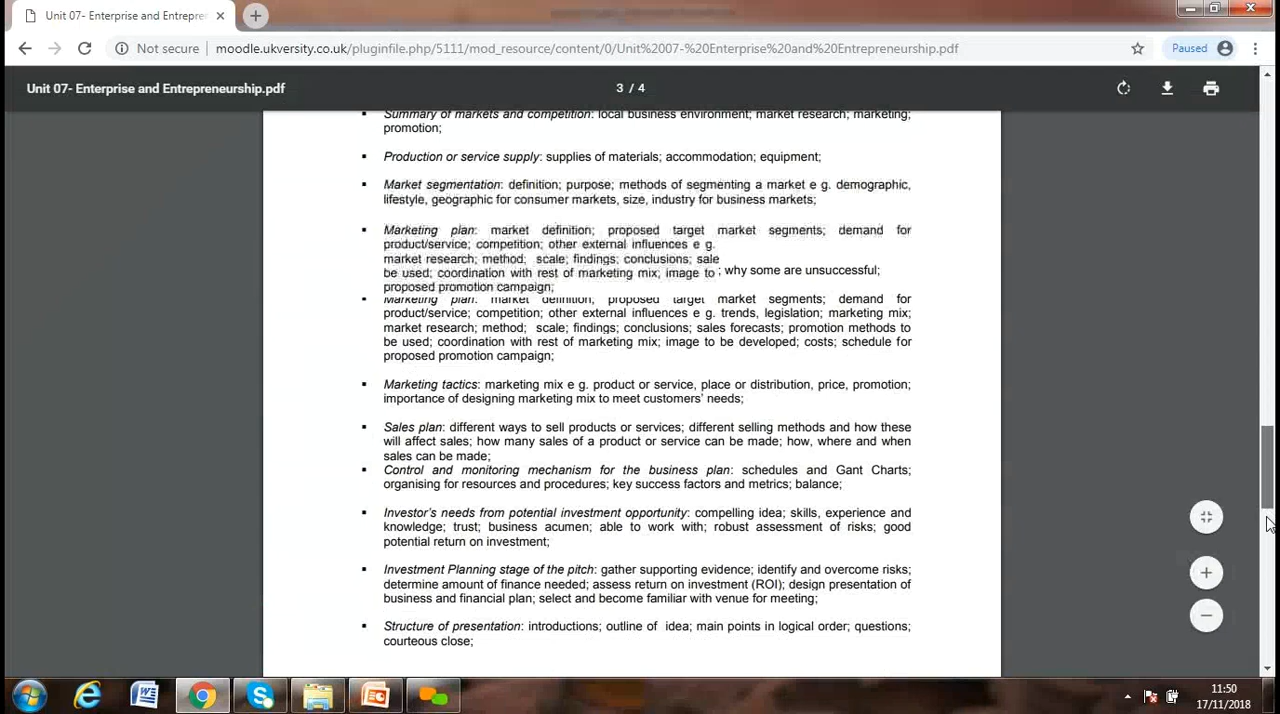 Unit 07- Enterprise and Entrepre
Not secure
moodle.ukversity.co.uk/pluginfile.php/5111/mod_resource/content/0/Unit%2007-%20Enterprise%20and%20Entrepreneurship.pdf
Paused
Unit 07- Enterprise and Entrepreneurship.pdf
3 / 4
Summary of markets and competition: local business environment; market research; marketing;
promotion;
Production or service supply: supplies of materials; accommodation; equipment;
Market segmentation: definition; purpose; methods of segmenting a market e g. demographic,
lifestyle, geographic for consumer markets, size, industry for business markets;
Marketing plan: market definition; proposed target market segments; demand for
product/service; competition; other external influences e g.
market research; method; scale; findings; conclusions; sale
be used; coordination with rest of marketing mix; image to ; why some are unsuccessful;
proposed promotion campaign;
Marketing plan: market definition; proposed target market segments; demand for
product/service; competition; other external influences e g. trends, legislation; marketing mix;
market research; method; scale; findings; conclusions; sales forecasts; promotion methods to
be used; coordination with rest of marketing mix; image to be developed; costs; schedule for
proposed promotion campaign;
Marketing tactics: marketing mix e g. product or service, place or distribution, price, promotion;
importance of designing marketing mix to meet customers' needs;
Sales plan: different ways to sell products or services; different selling methods and how these
will affect sales; how many sales of a product or service can be made; how, where and when
sales can be made;
Control and monitoring mechanism for the business plan: schedules and Gant Charts;
organising for resources and procedures; key success factors and metrics; balance;
Investor's needs from potential investment opportunity: compelling idea; skills, experience and
knowledge; trust; business acumen; able to work with; robust assessment of risks; good
potential return on investment;
Investment Planning stage of the pitch: gather supporting evidence; identify and overcome risks;
determine amount of finance needed; assess return on investment (ROI); design presentation of
business and financial plan; select and become familiar with venue for meeting;
Structure of presentation: introductions; outline of idea; main points in logical order; questions;
courteous close;
11:50
17/11/2018